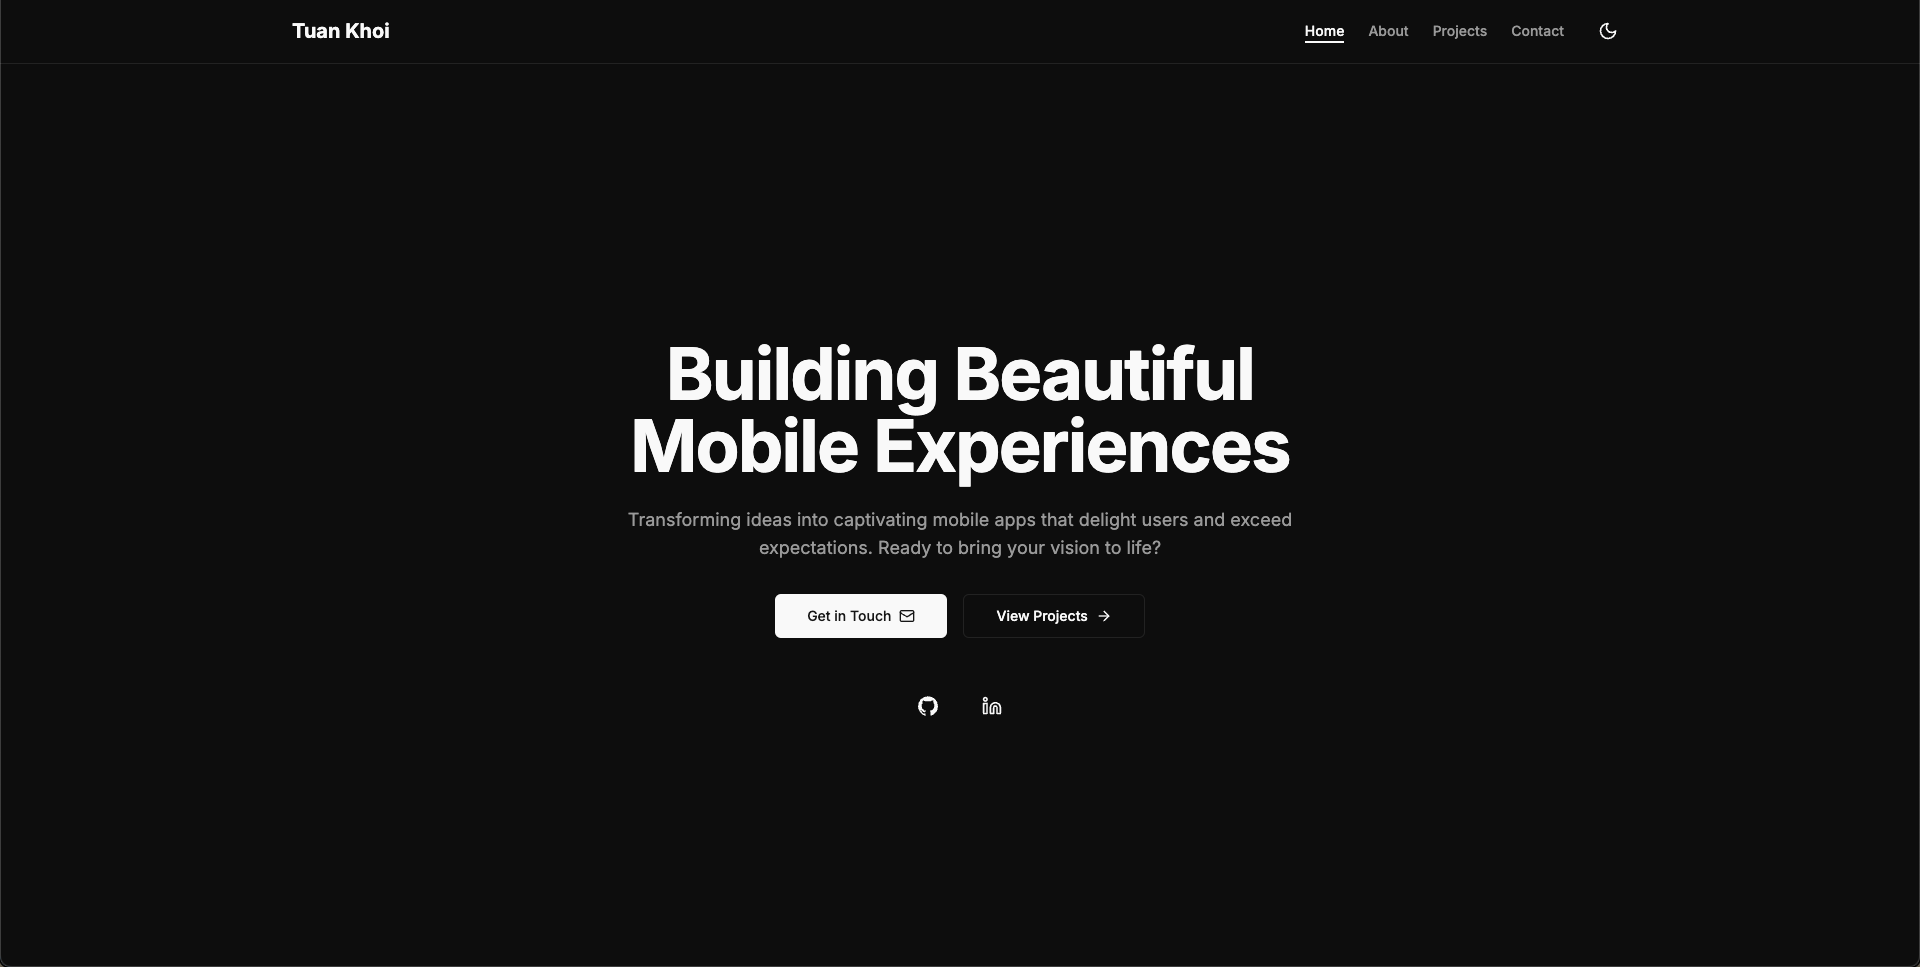 Tuan Khoi
Home
About
Projects
Contact
Building Beautiful
Mobile Experiences
Transforming ideas into captivating mobile apps that delight users and exceed
expectations. Ready to bring your vision to life?
Get in Touch
View Projects